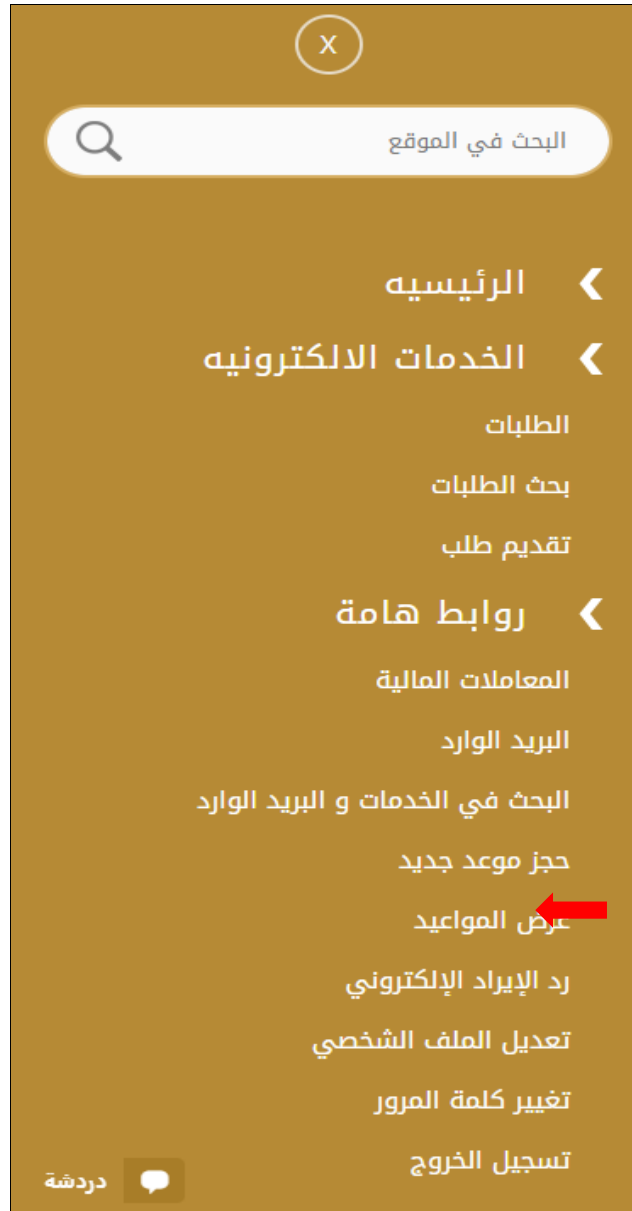 X
البحث في الموقع
الرئيسيه
الخدمات الالكترونيه
الطلبات
بحث الطلبات
تقديم طلب
روابط هامة
المعاملات المالية
البريد الوارد
البحث في الخدمات و البريد الوارد
حجز موعد جديد
عرض المواعيد
رد الإيراد الإلكتروني
تعديل الملف الشخصي
تغيير كلمة المرور
تسجيل الخروج
دردشة